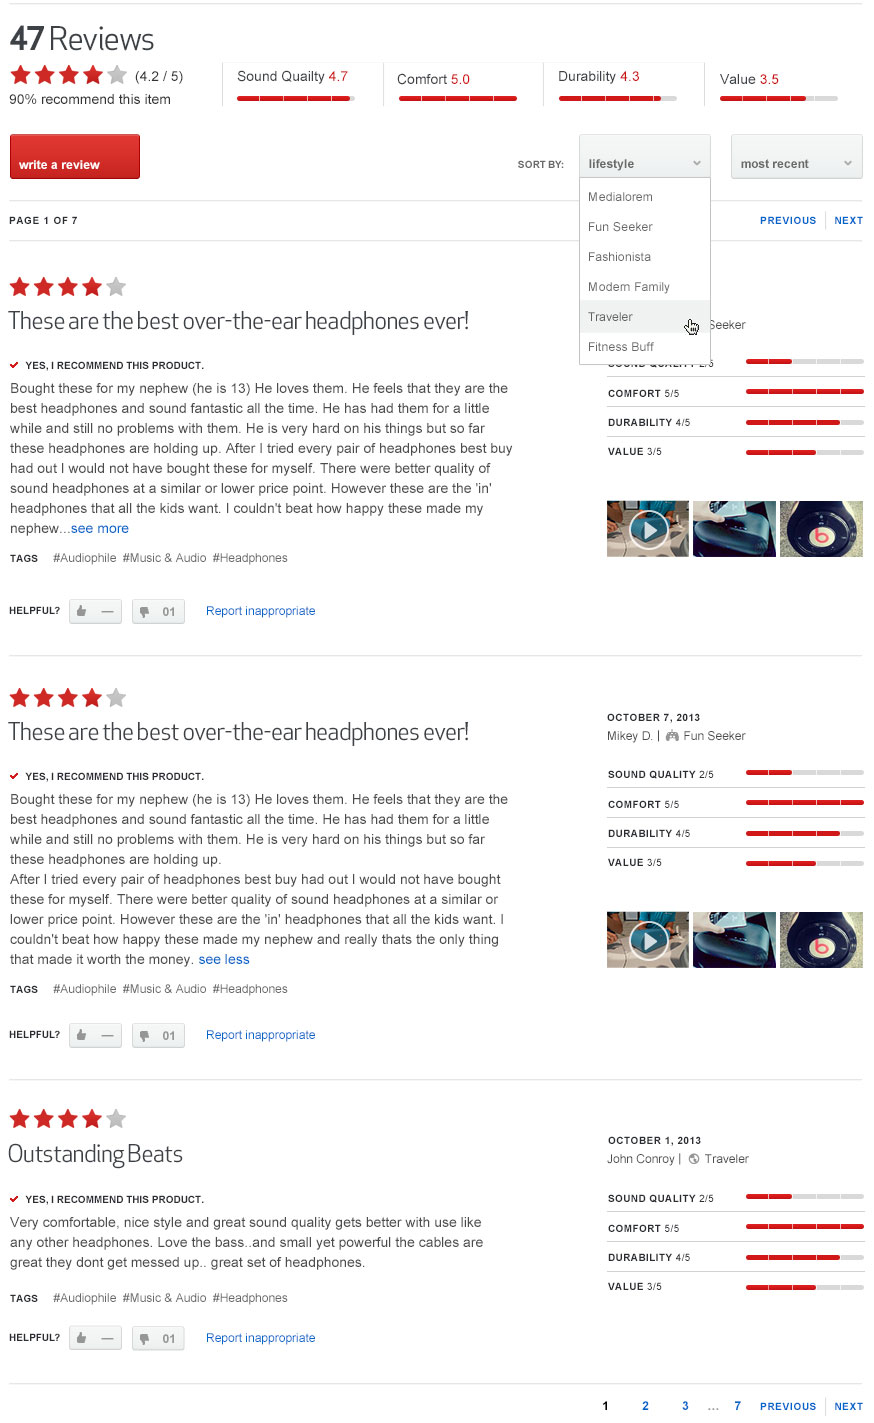 47 Reviews
(4.2 / 5)
90% recommend this item
Sound Quailty 4.7
Comfort 5.0
Durability 4.3
Value 3.5
write a review
SORT BY:
lifestyle
most recent
Medialorem
Fun Seeker
Fashionista
Modern Family
Traveler
Fitness Buff
PAGE 1 OF 7
PREVIOUS NEXT
These are the best over-the-ear headphones ever!
YES, I RECOMMEND THIS PRODUCT.
Bought these for my nephew (he is 13) He loves them. He feels that they are the
best headphones and sound fantastic all the time. He has had them for a little
while and still no problems with them. He is very hard on his things but so far
these headphones are holding up. After I tried every pair of headphones best buy
had out I would not have bought these for myself. There were better quality of
sound headphones at a similar or lower price point. However these are the 'in'
headphones that all the kids want. I couldn't beat how happy these made my
nephew...see more
TAGS #Audiophile #Music & Audio #Headphones
HELPFUL? — 01 Report inappropriate
Seeker
SOUND QUALITY 2/5
COMFORT 5/5
DURABILITY 4/5
VALUE 3/5
These are the best over-the-ear headphones ever!
YES, I RECOMMEND THIS PRODUCT.
Bought these for my nephew (he is 13) He loves them. He feels that they are the
best headphones and sound fantastic all the time. He has had them for a little
while and still no problems with them. He is very hard on his things but so far
these headphones are holding up.
After I tried every pair of headphones best buy had out I would not have bought
these for myself. There were better quality of sound headphones at a similar or
lower price point. However these are the 'in' headphones that all the kids want. I
couldn't beat how happy these made my nephew and really thats the only thing
that made it worth the money. see less
TAGS #Audiophile #Music & Audio #Headphones
HELPFUL? — 01 Report inappropriate
OCTOBER 7, 2013
Mikey D. | Fun Seeker
SOUND QUALITY 2/5
COMFORT 5/5
DURABILITY 4/5
VALUE 3/5
Outstanding Beats
YES, I RECOMMEND THIS PRODUCT.
Very comfortable, nice style and great sound quality gets better with use like
any other headphones. Love the bass..and small yet powerful the cables are
great they dont get messed up.. great set of headphones.
TAGS #Audiophile #Music & Audio #Headphones
HELPFUL? — 01 Report inappropriate
OCTOBER 1, 2013
John Conroy | Traveler
SOUND QUALITY 2/5
COMFORT 5/5
DURABILITY 4/5
VALUE 3/5
1 2 3 ... 7 PREVIOUS NEXT